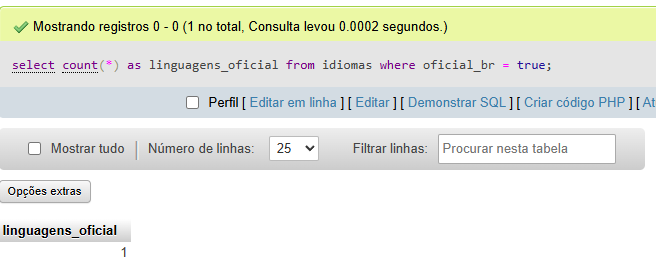 Mostrando registros 0 - 0 (1 no total, Consulta levou 0.0002 segundos.)
select count(*) as linguagens_oficial from idiomas where oficial_br = true;
Perfil [ Editar em linha ] [ Editar ] [ Demonstrar SQL ] [ Criar código PHP ] [ At
Mostrar tudo | Número de linhas: 25 Filtrar linhas: Procurar nesta tabela
Opções extras
linguagens_oficial
1